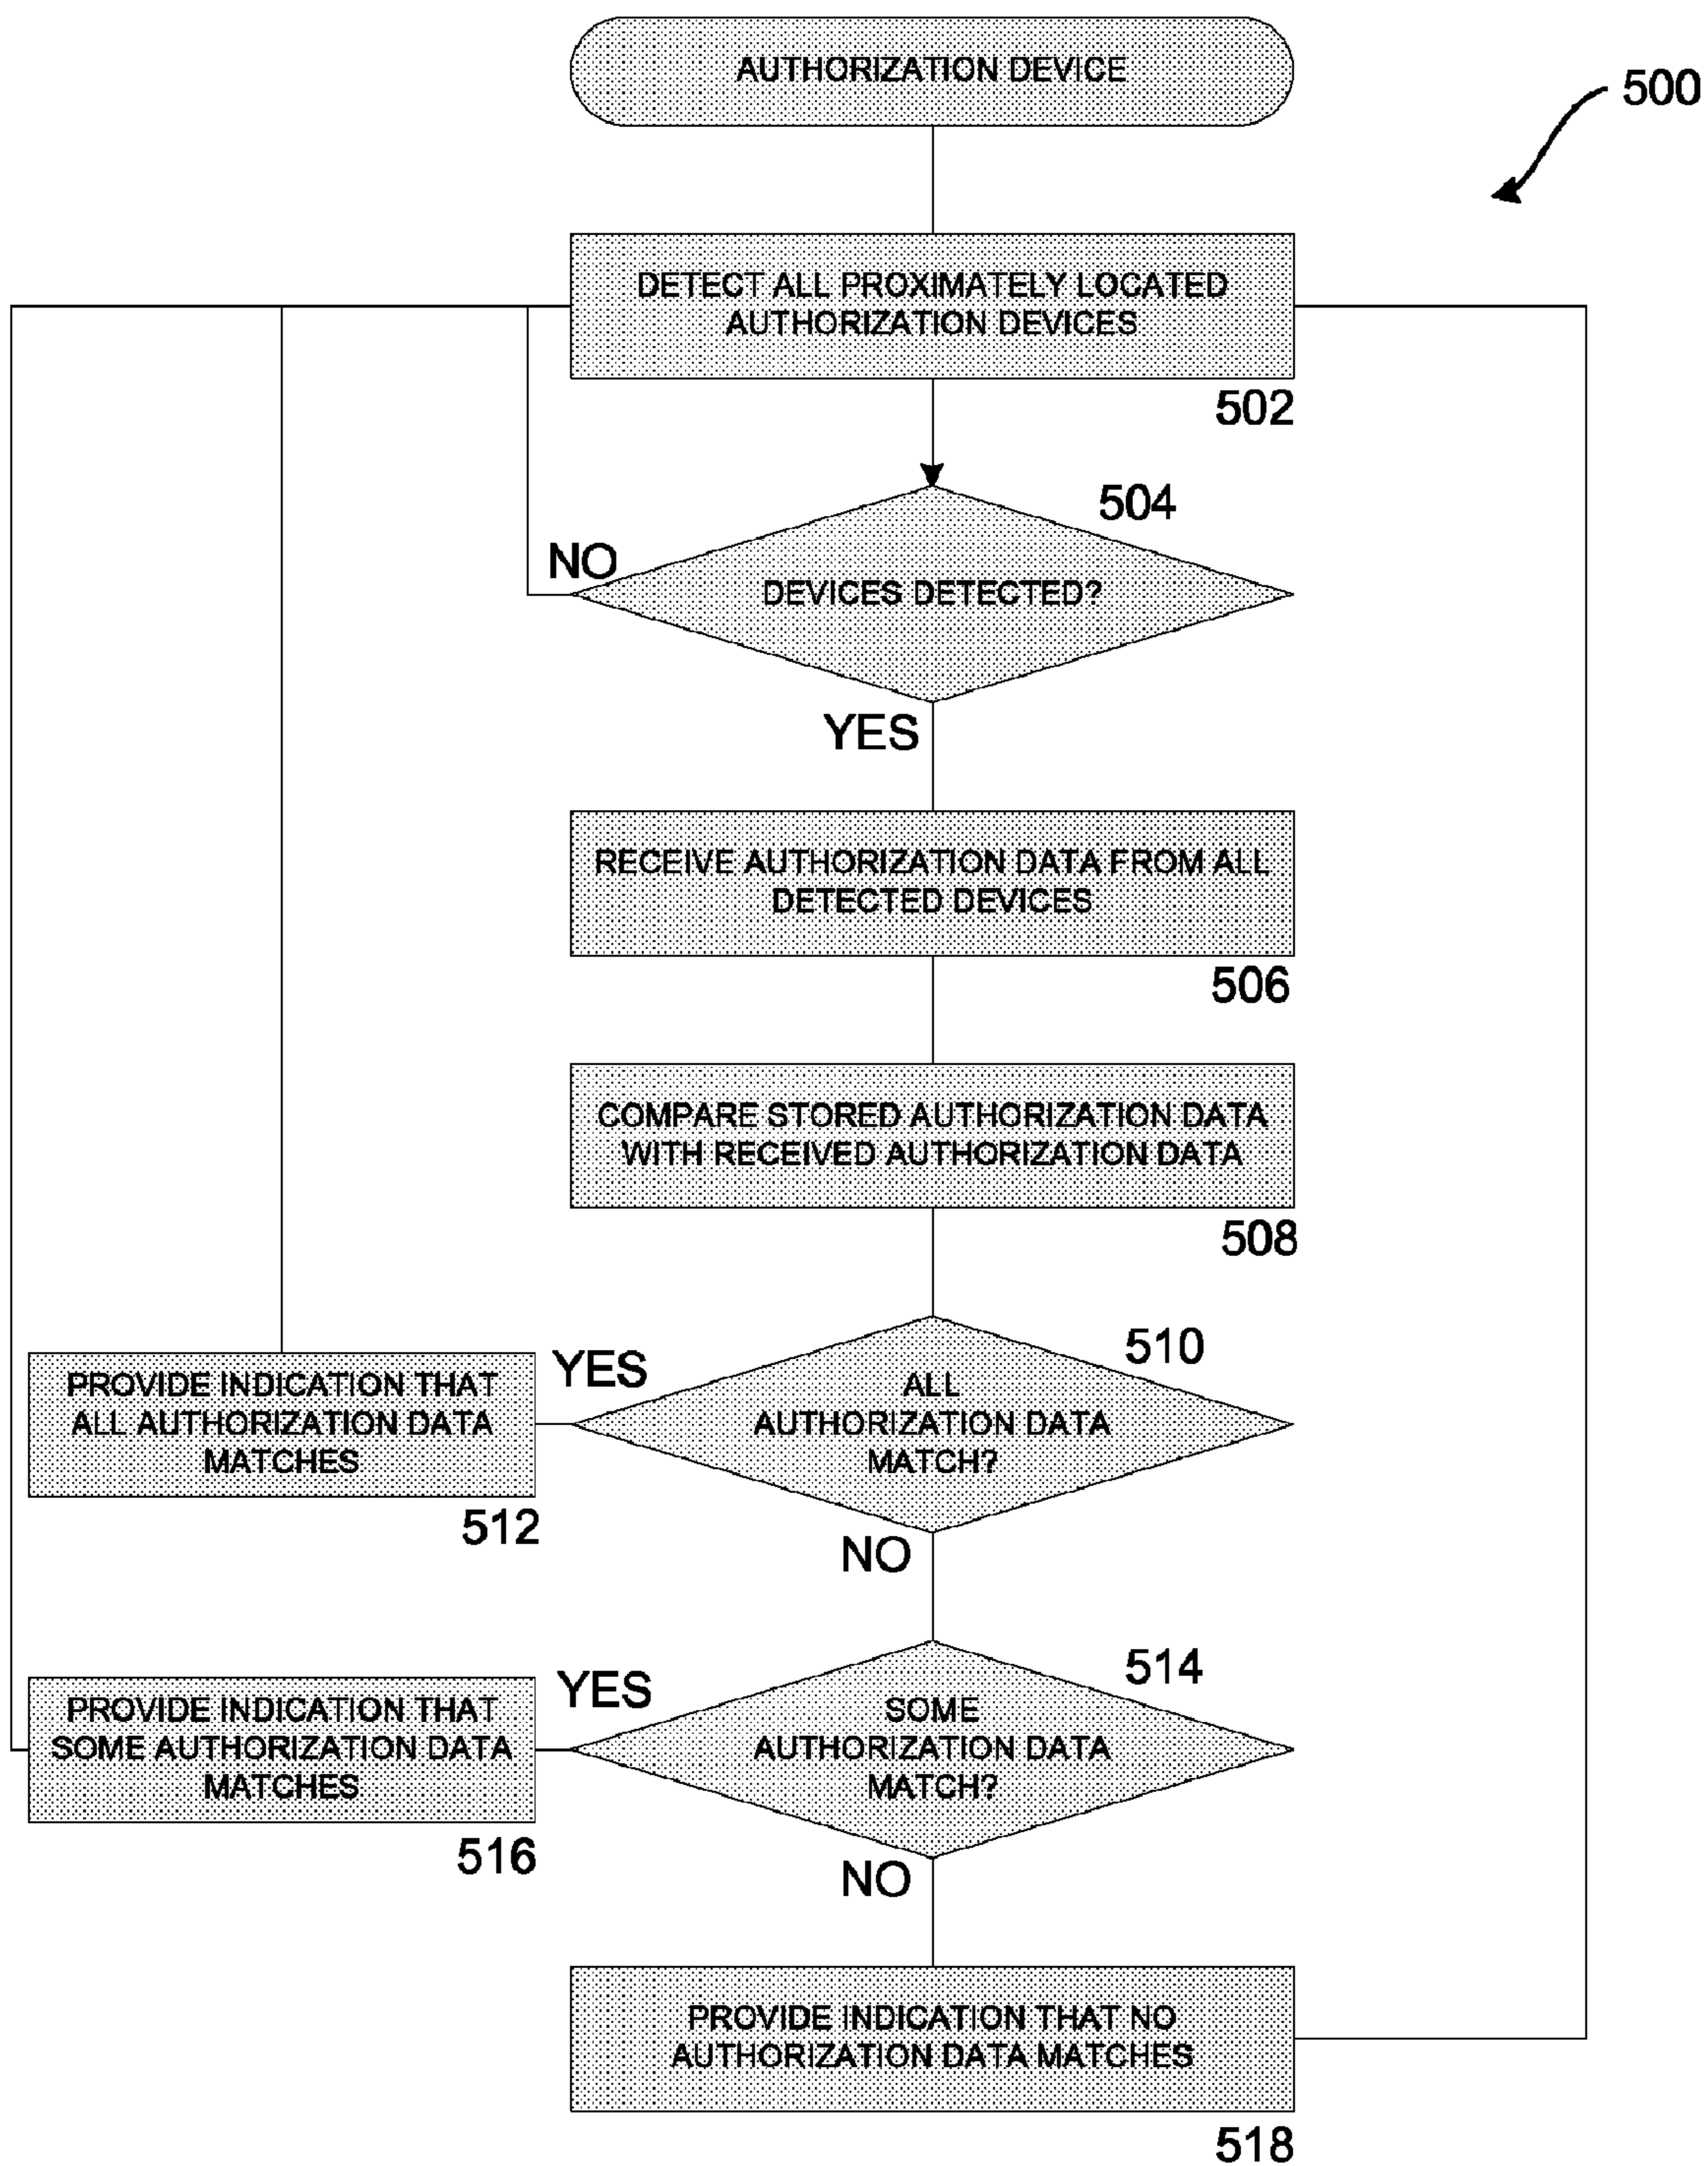 AUTHORIZATION DEVICE
500
DETECT ALL PROXIMATELY LOCATED
AUTHORIZATION DEVICES
502
504
NO
DEVICES DETECTED?
YES
RECEIVE AUTHORIZATION DATA FROM ALL
DETECTED DEVICES
506
COMPARE STORED AUTHORIZATION DATA
WITH RECEIVED AUTHORIZATION DATA
508
510
YES
ALL
AUTHORIZATION DATA
MATCH?
PROVIDE INDICATION THAT
ALL AUTHORIZATION DATA
MATCHES
512
NO
514
YES
SOME
AUTHORIZATION DATA
MATCH?
PROVIDE INDICATION THAT
SOME AUTHORIZATION DATA
MATCHES
516
NO
PROVIDE INDICATION THAT NO
AUTHORIZATION DATA MATCHES
518